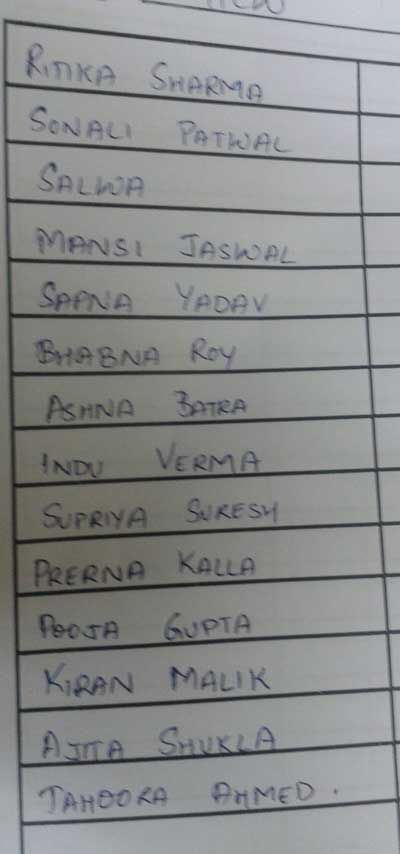 RITIKA SHARMA
SONALI PATWAL
SALWA
MANSI JASWAL
SAPNA YADAV
BHABNA ROY
ASHNA BATRA
INDU VERMA
SUPRIYA SURESH
PRERNA KALLA
POOJA GUPTA
KIRAN MALIK
AJITA SHUKLA
TAHOORA AHMED.